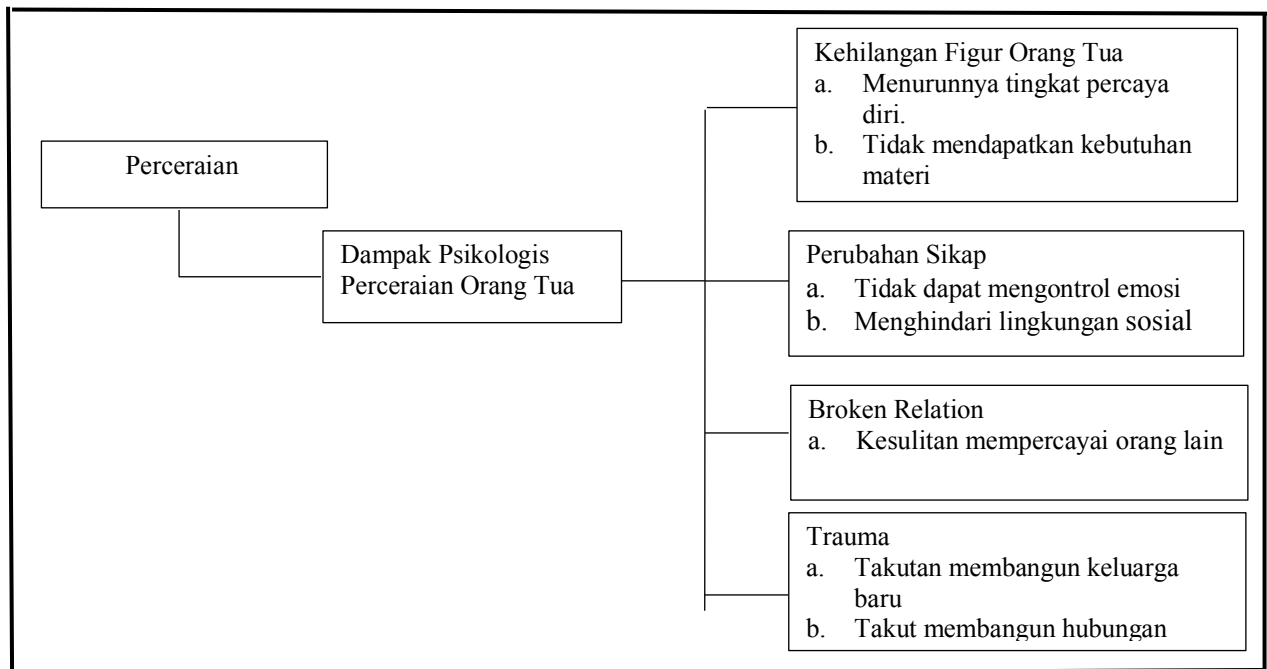 Perceraian
Dampak Psikologis
Perceraian Orang Tua
Kehilangan Figur Orang Tua
a. Menurunnya tingkat percaya
diri.
b. Tidak mendapatkan kebutuhan
materi
Perubahan Sikap
a. Tidak dapat mengontrol emosi
b. Menghindari lingkungan sosial
Broken Relation
a. Kesulitan mempercayai orang lain
Trauma
a. Takutan membangun keluarga
baru
b. Takut membangun hubungan